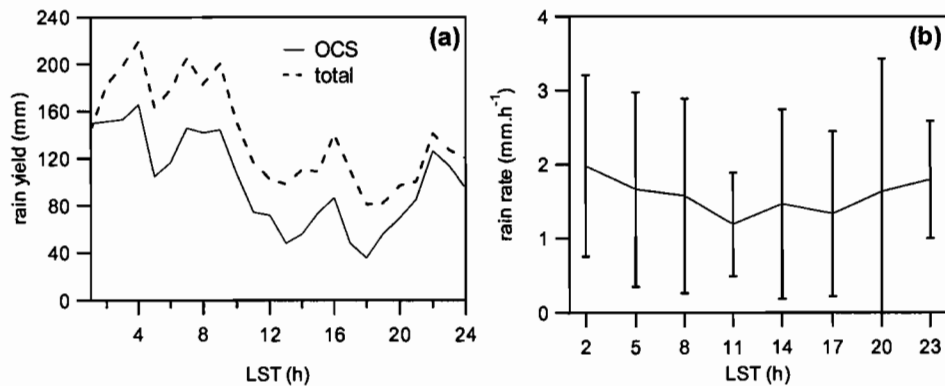 (a)
OCS
total
240
200
160
120
80
40
0
rain yield (mm)
4 8 12 16 20 24
LST (h)
(b)
4
3
2
1
0
rain rate (mm.h⁻¹)
2 5 8 11 14 17 20 23
LST (h)